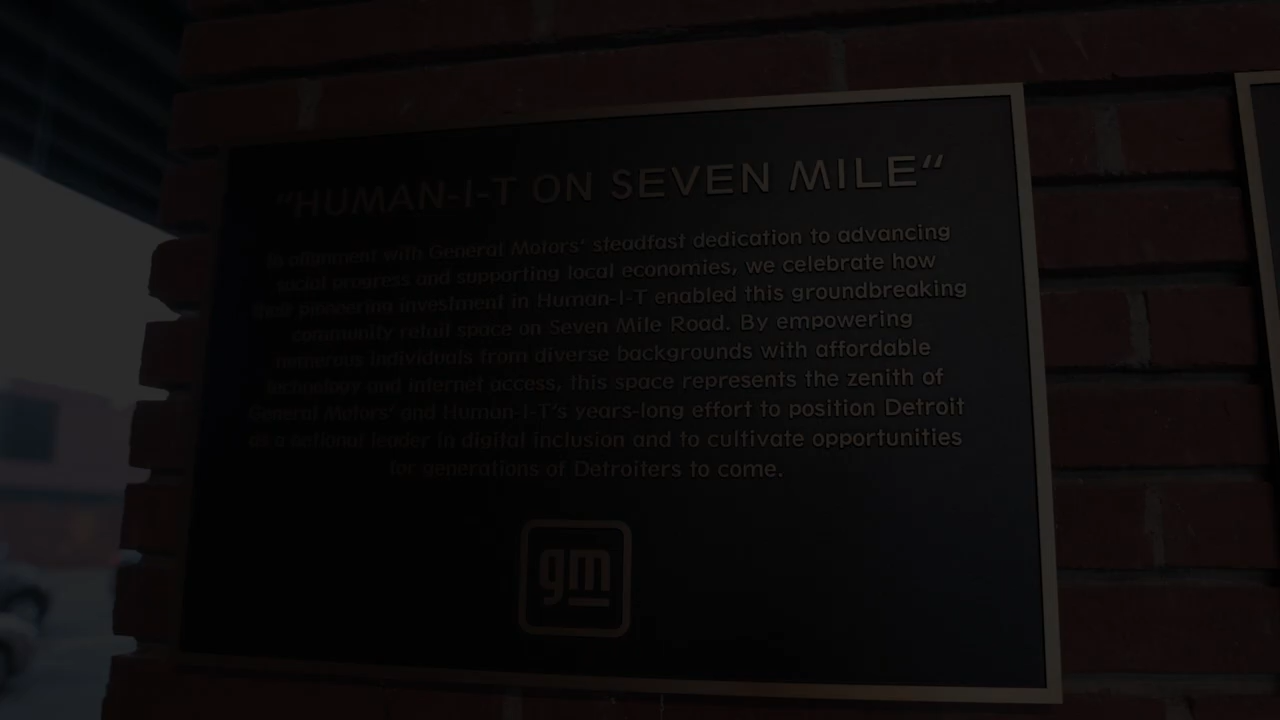 “HUMAN-I-T ON SEVEN MILE“
In alignment with General Motors’ steadfast dedication to advancing
social progress and supporting local economies, we celebrate how
their pioneering investment in Human-I-T enabled this groundbreaking
community retail space on Seven Mile Road. By empowering
numerous individuals from diverse backgrounds with affordable
technology and internet access, this space represents the zenith of
General Motors’ and Human-I-T’s years-long effort to position Detroit
as a national leader in digital inclusion and to cultivate opportunities
for generations of Detroiters to come.
gm